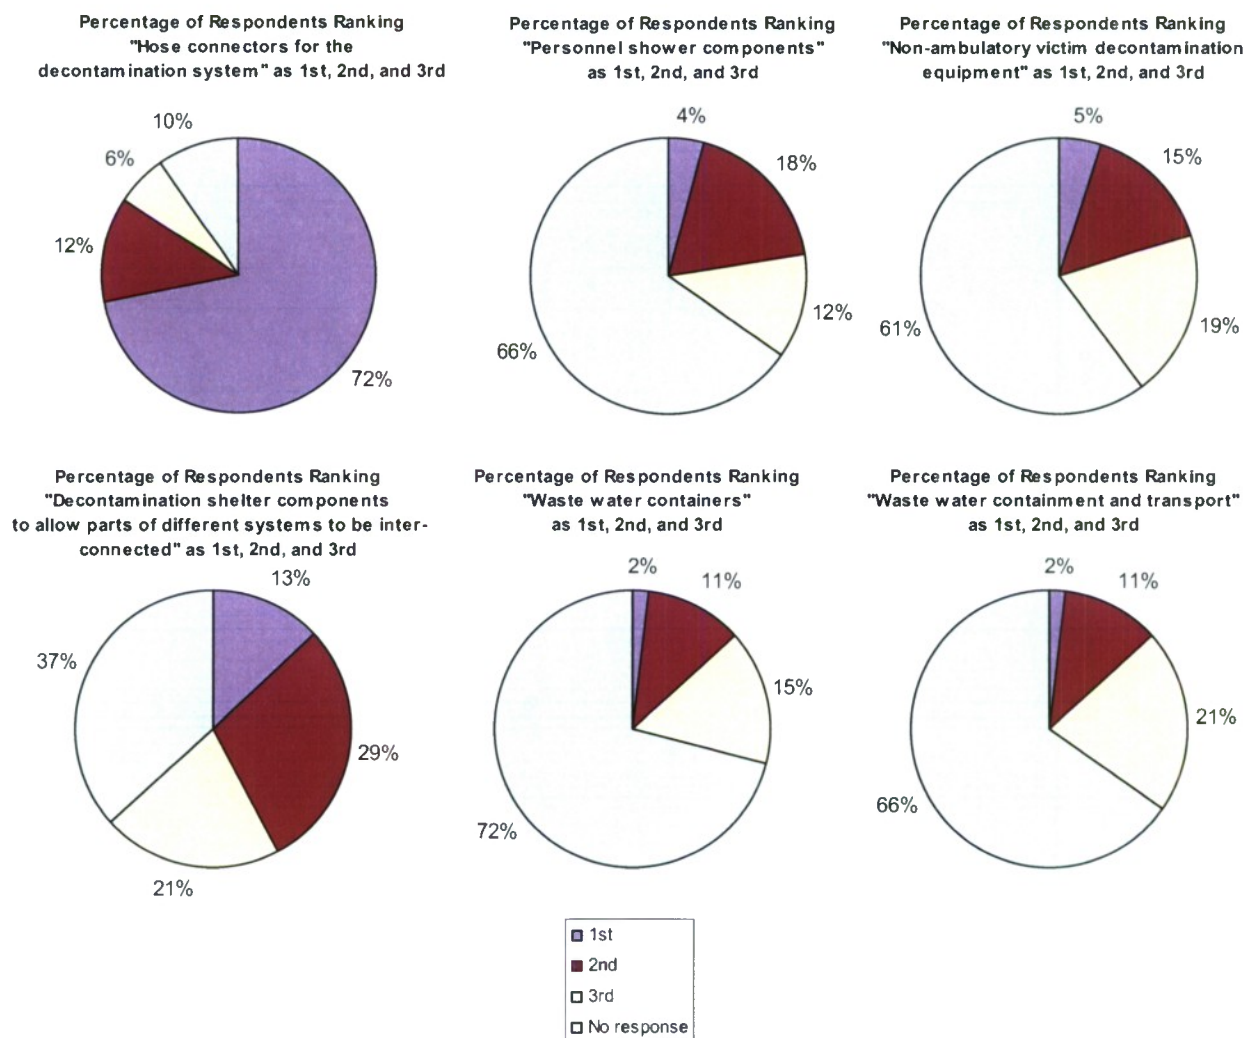 Percentage of Respondents Ranking
"Hose connectors for the
decontamination system" as 1st, 2nd, and 3rd
10%
6%
12%
72%
Percentage of Respondents Ranking
"Personnel shower components"
as 1st, 2nd, and 3rd
4%
18%
12%
66%
Percentage of Respondents Ranking
"Non-ambulatory victim decontamination
equipment" as 1st, 2nd, and 3rd
5%
15%
19%
61%
Percentage of Respondents Ranking
"Decontamination shelter components
to allow parts of different systems to be inter-
connected" as 1st, 2nd, and 3rd
13%
37%
29%
21%
Percentage of Respondents Ranking
"Waste water containers"
as 1st, 2nd, and 3rd
2%
11%
15%
72%
Percentage of Respondents Ranking
"Waste water containment and transport"
as 1st, 2nd, and 3rd
2%
11%
21%
66%
1st
2nd
3rd
No response